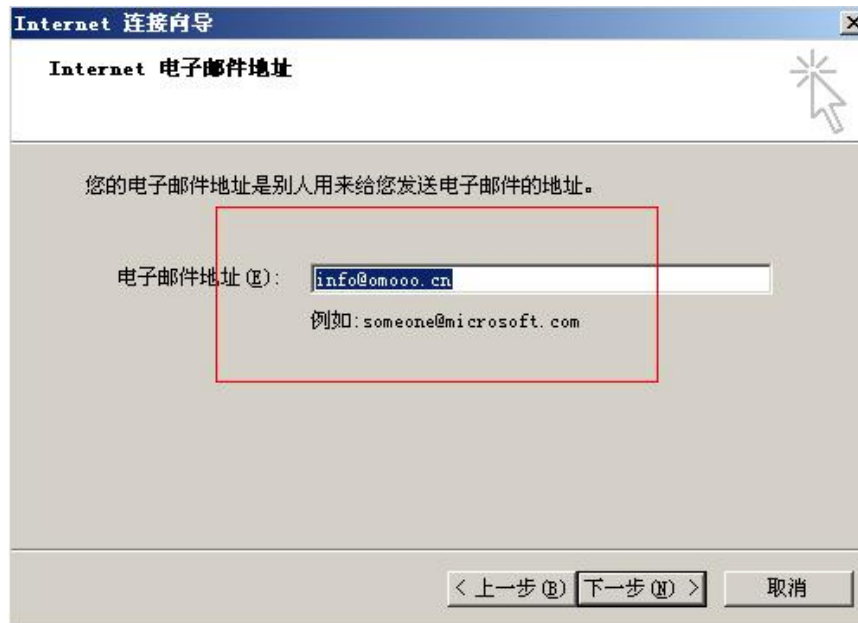 Internet 连接向导
Internet 电子邮件地址
您的电子邮件地址是别人用来给您发送电子邮件的地址。
电子邮件地址(E): info@omooo.cn
例如:someone@microsoft.com
< 上一步(B) 下一步(N) > 取消